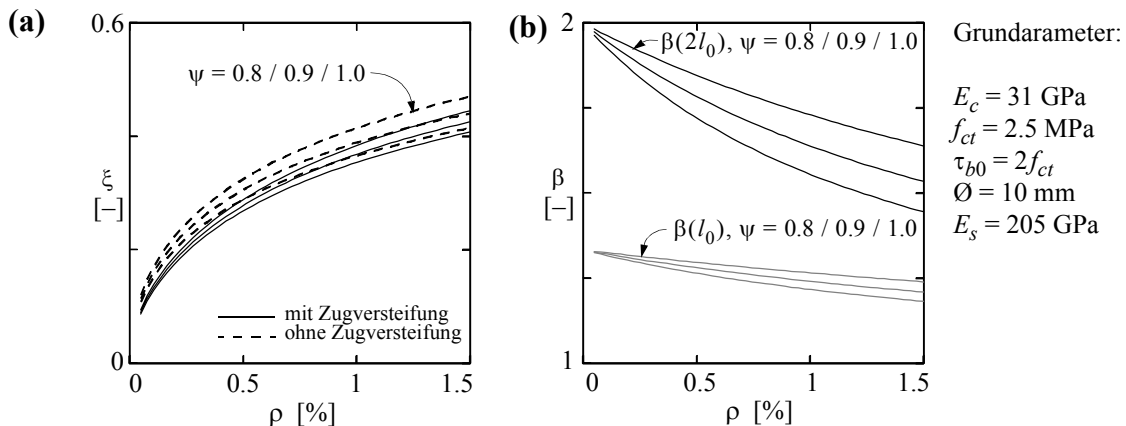 (a)
0.6
ψ = 0.8 / 0.9 / 1.0
ξ
[–]
mit Zugversteifung
ohne Zugversteifung
0
0 0.5 1 1.5
ρ [%]
(b)
2
β(2l0), ψ = 0.8 / 0.9 / 1.0
β
[–]
β(l0), ψ = 0.8 / 0.9 / 1.0
1
0 0.5 1 1.5
ρ [%]
Grundarameter:
Ec = 31 GPa
fct = 2.5 MPa
τb0 = 2fct
Ø = 10 mm
Es = 205 GPa